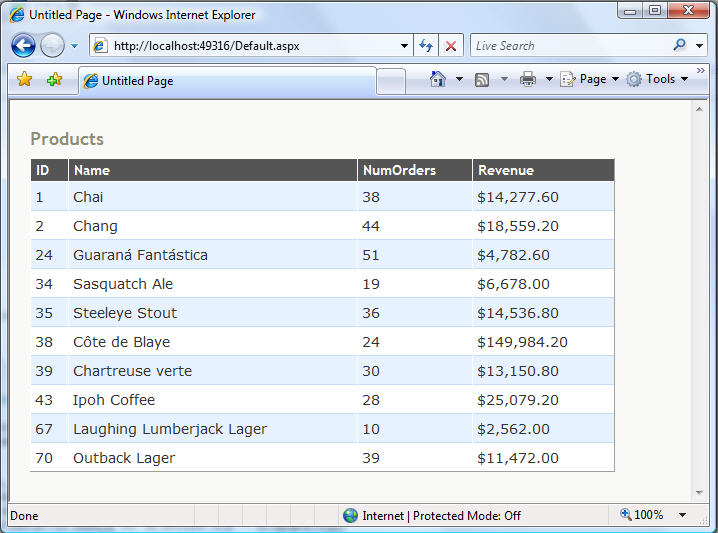 Untitled Page - Windows Internet Explorer
http://localhost:49316/Default.aspx
Live Search
Untitled Page
Page
Tools
Products
ID Name NumOrders Revenue
1 Chai 38 $14,277.60
2 Chang 44 $18,559.20
24 Guaraná Fantástica 51 $4,782.60
34 Sasquatch Ale 19 $6,678.00
35 Steeleye Stout 36 $14,536.80
38 Côte de Blaye 24 $149,984.20
39 Chartreuse verte 30 $13,150.80
43 Ipoh Coffee 28 $25,079.20
67 Laughing Lumberjack Lager 10 $2,562.00
70 Outback Lager 39 $11,472.00
Done
Internet | Protected Mode: Off
100%